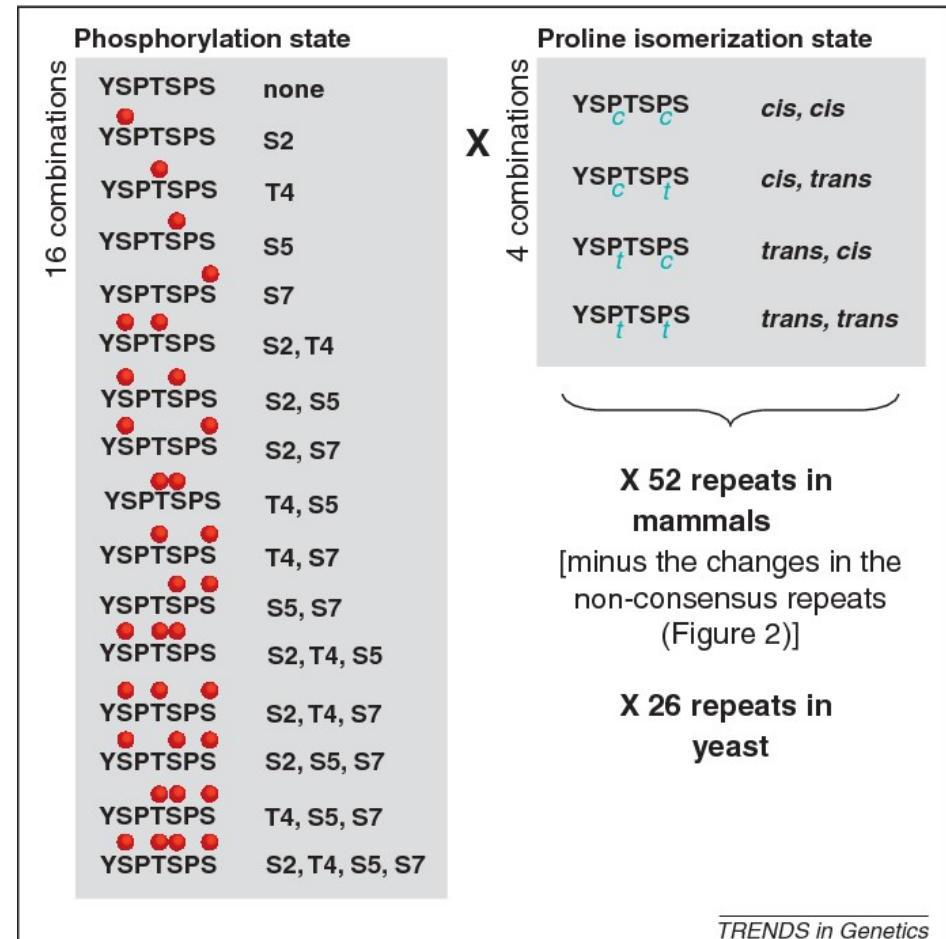 Phosphorylation state
16 combinations
YSPTSPS none
YSPTSPS S2
YSPTSPS T4
YSPTSPS S5
YSPTSPS S7
YSPTSPS S2, T4
YSPTSPS S2, S5
YSPTSPS S2, S7
YSPTSPS T4, S5
YSPTSPS T4, S7
YSPTSPS S5, S7
YSPTSPS S2, T4, S5
YSPTSPS S2, T4, S7
YSPTSPS S2, S5, S7
YSPTSPS T4, S5, S7
YSPTSPS S2, T4, S5, S7
X
Proline isomerization state
4 combinations
YSPTSPS cis, cis
c c
YSPTSPS cis, trans
c t
YSPTSPS trans, cis
t c
YSPTSPS trans, trans
t t
X 52 repeats in
mammals
[minus the changes in the
non-consensus repeats
(Figure 2)]
X 26 repeats in
yeast
TRENDS in Genetics